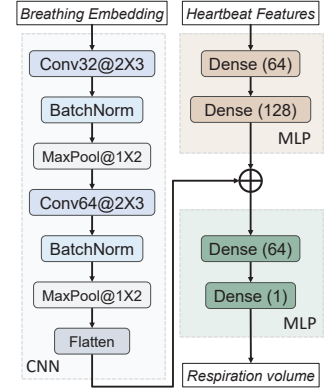 Breathing Embedding
Conv32@2X3
BatchNorm
MaxPool@1X2
Conv64@2X3
BatchNorm
MaxPool@1X2
Flatten
CNN
Heartbeat Features
Dense (64)
Dense (128)
MLP
Dense (64)
Dense (1)
MLP
Respiration volume